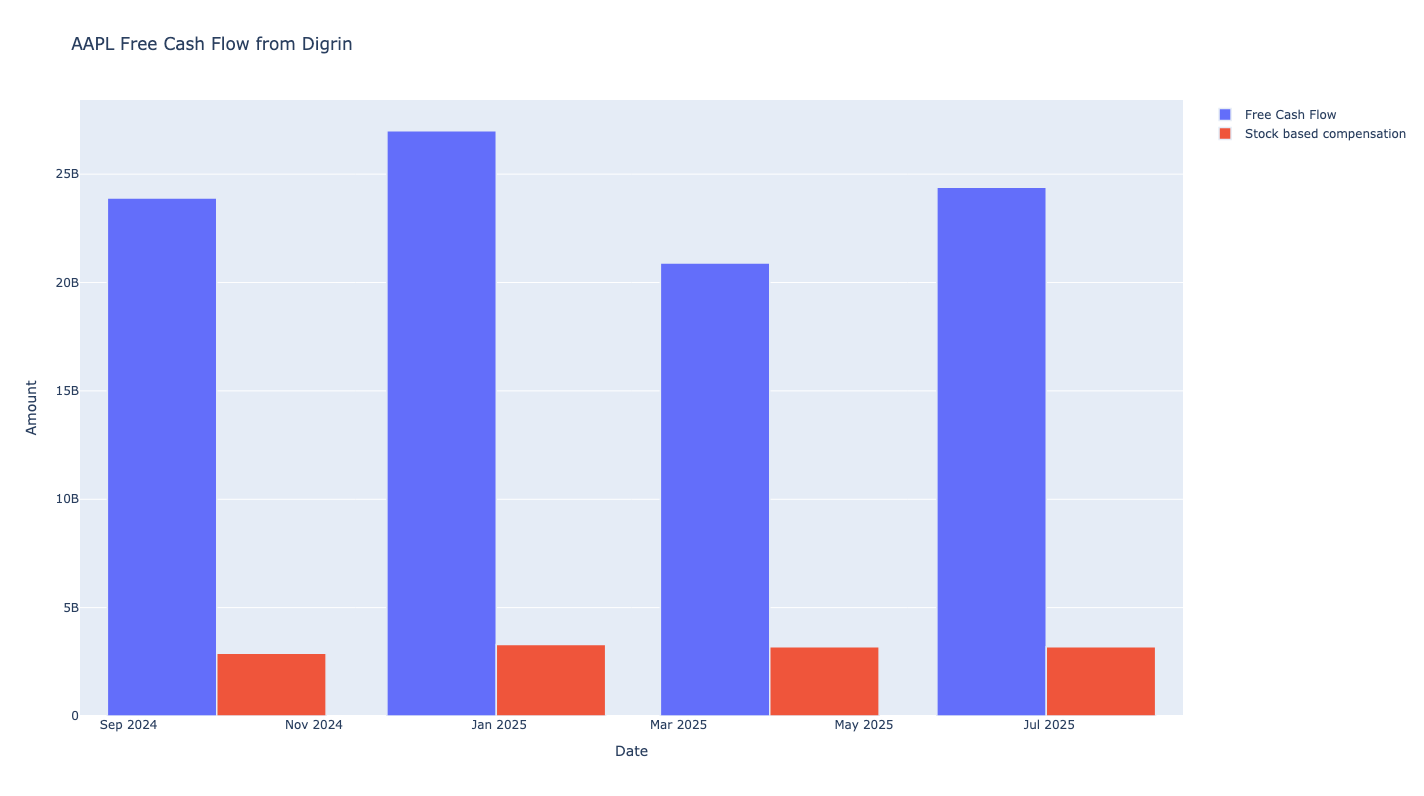 AAPL Free Cash Flow from Digrin
Free Cash Flow
Stock based compensation
25B
20B
15B
10B
5B
0
Amount
Sep 2024
Nov 2024
Jan 2025
Mar 2025
May 2025
Jul 2025
Date